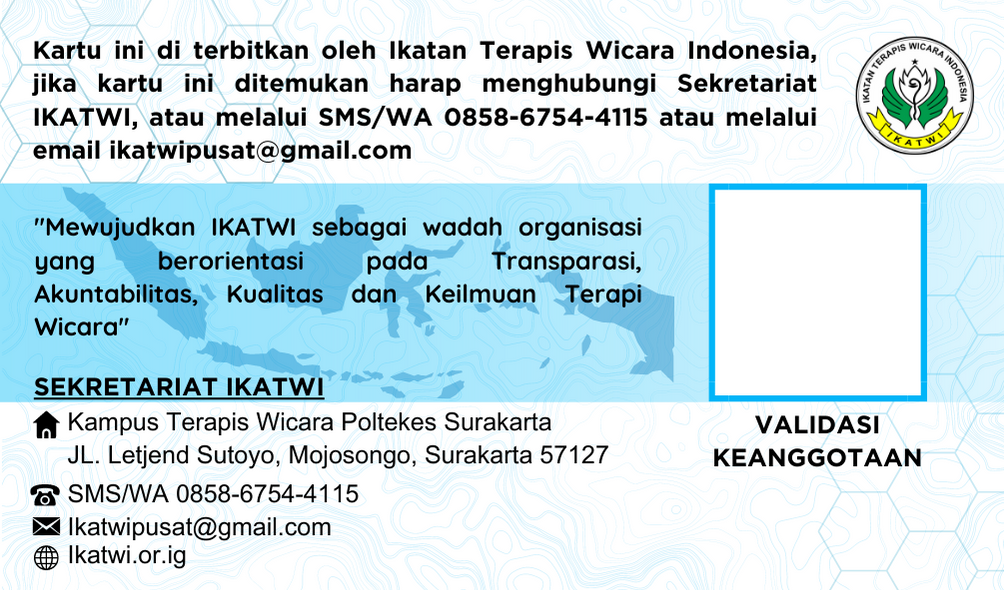 Kartu ini di terbitkan oleh Ikatan Terapis Wicara Indonesia,
jika kartu ini ditemukan harap menghubungi Sekretariat
IKATWI, atau melalui SMS/WA 0858-6754-4115 atau melalui
email ikatwipusat@gmail.com
IKATAN TERAPIS WICARA INDONESIA
IKATWI
"Mewujudkan IKATWI sebagai wadah organisasi
yang berorientasi pada Transparasi,
Akuntabilitas, Kualitas dan Keilmuan Terapi
Wicara"
SEKRETARIAT IKATWI
Kampus Terapis Wicara Poltekes Surakarta
JL. Letjend Sutoyo, Mojosongo, Surakarta 57127
SMS/WA 0858-6754-4115
Ikatwipusat@gmail.com
Ikatwi.or.ig
VALIDASI
KEANGGOTAAN